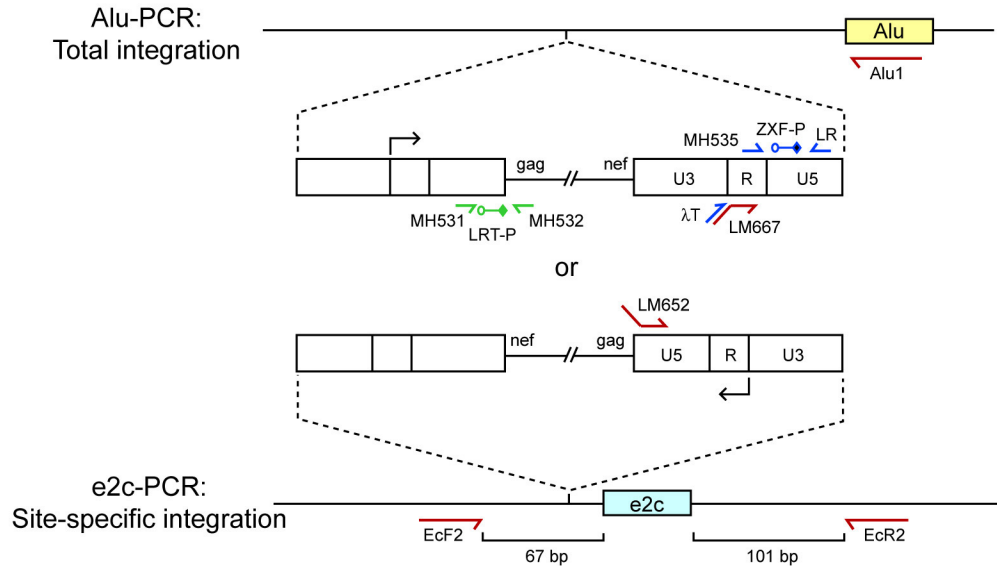 Alu-PCR:
Total integration
Alu
Alu1
MH535 ZXF-P LR
gag nef
U3 R U5
MH531 MH532
LRT-P
λT LM667
or
LM652
nef gag
U5 R U3
e2c-PCR:
Site-specific integration
e2c
EcF2 EcR2
67 bp 101 bp